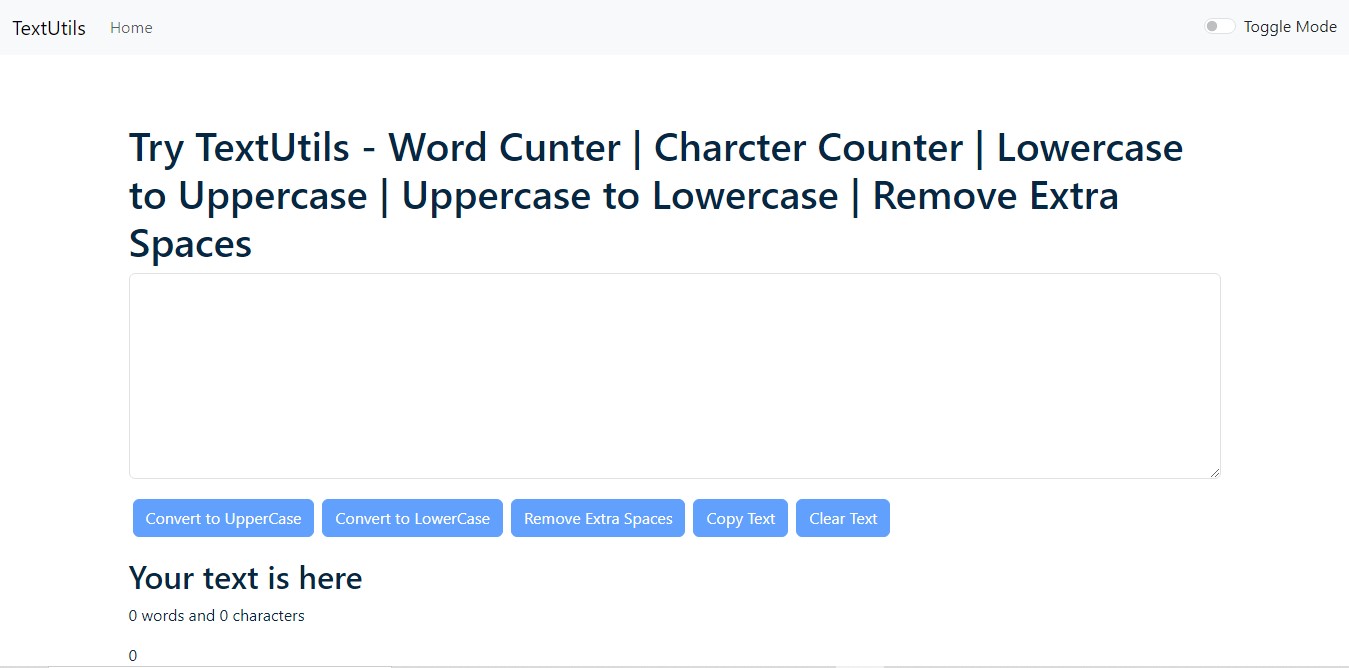 TextUtils Home Toggle Mode
Try TextUtils - Word Cunter | Charcter Counter | Lowercase
to Uppercase | Uppercase to Lowercase | Remove Extra
Spaces
Convert to UpperCase Convert to LowerCase Remove Extra Spaces Copy Text Clear Text
Your text is here
0 words and 0 characters
0